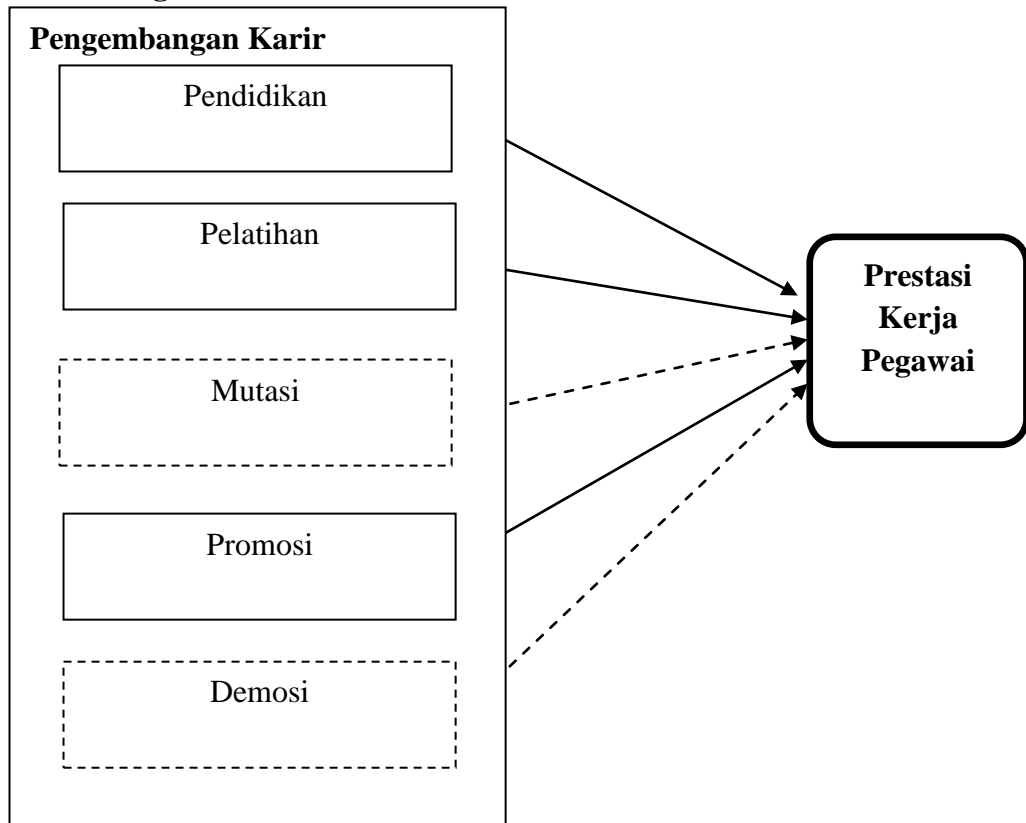 Pengembangan Karir
Pendidikan
Pelatihan
Mutasi
Promosi
Demosi
Prestasi
Kerja
Pegawai